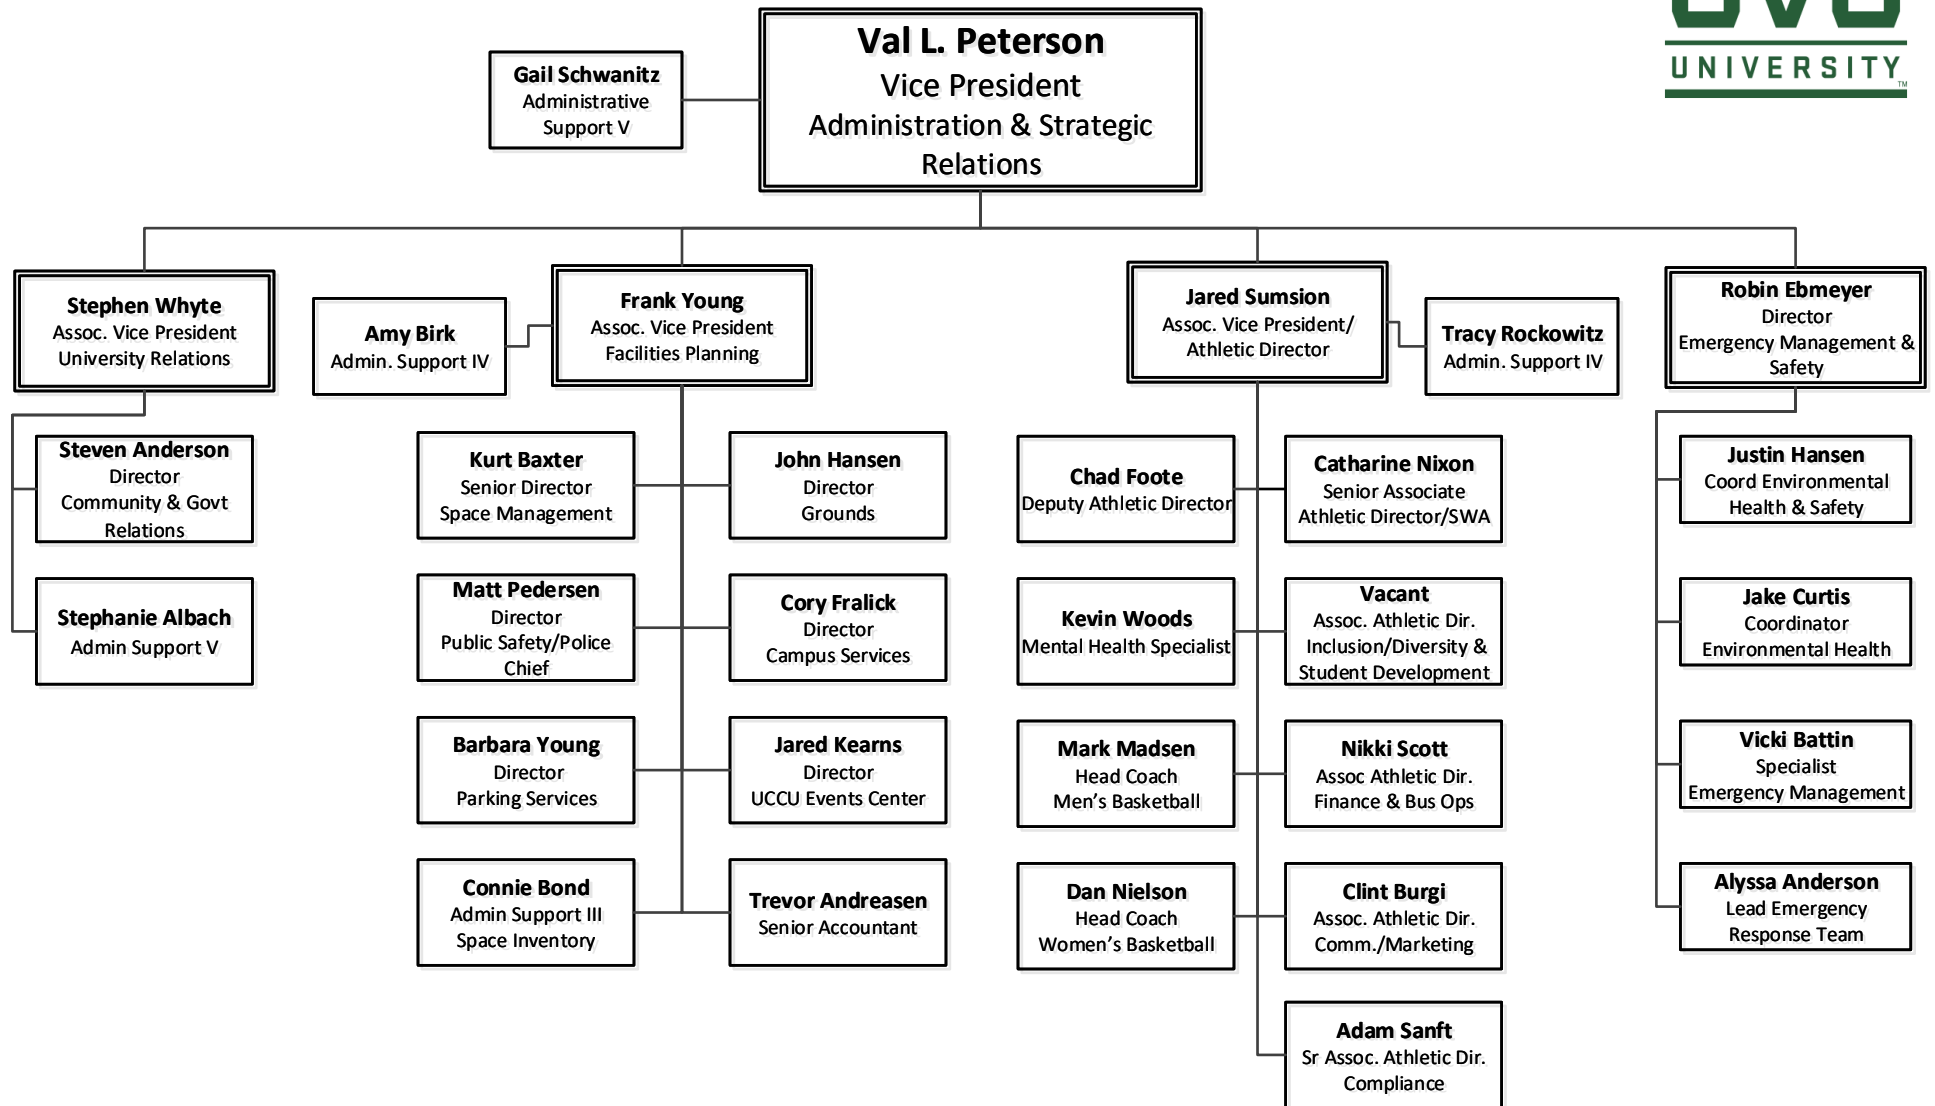 Val L. Peterson
Vice President
Administration & Strategic
Relations
Gail Schwanitz
Administrative
Support V
UNIVERSITY
TM
Stephen Whyte
Assoc. Vice President
University Relations
Amy Birk
Admin. Support IV
Frank Young
Assoc. Vice President
Facilities Planning
Jared Sumsion
Assoc. Vice President/
Athletic Director
Tracy Rockowitz
Admin. Support IV
Robin Ebmeyer
Director
Emergency Management &
Safety
Steven Anderson
Director
Community & Govt
Relations
Stephanie Albach
Admin Support V
Kurt Baxter
Senior Director
Space Management
John Hansen
Director
Grounds
Matt Pedersen
Director
Public Safety/Police
Chief
Cory Fralick
Director
Campus Services
Barbara Young
Director
Parking Services
Jared Kearns
Director
UCCU Events Center
Connie Bond
Admin Support III
Space Inventory
Trevor Andreasen
Senior Accountant
Chad Foote
Deputy Athletic Director
Catharine Nixon
Senior Associate
Athletic Director/SWA
Kevin Woods
Mental Health Specialist
Vacant
Assoc. Athletic Dir.
Inclusion/Diversity &
Student Development
Mark Madsen
Head Coach
Men’s Basketball
Nikki Scott
Assoc Athletic Dir.
Finance & Bus Ops
Dan Nielson
Head Coach
Women’s Basketball
Clint Burgi
Assoc. Athletic Dir.
Comm./Marketing
Adam Sanft
Sr Assoc. Athletic Dir.
Compliance
Justin Hansen
Coord Environmental
Health & Safety
Jake Curtis
Coordinator
Environmental Health
Vicki Battin
Specialist
Emergency Management
Alyssa Anderson
Lead Emergency
Response Team